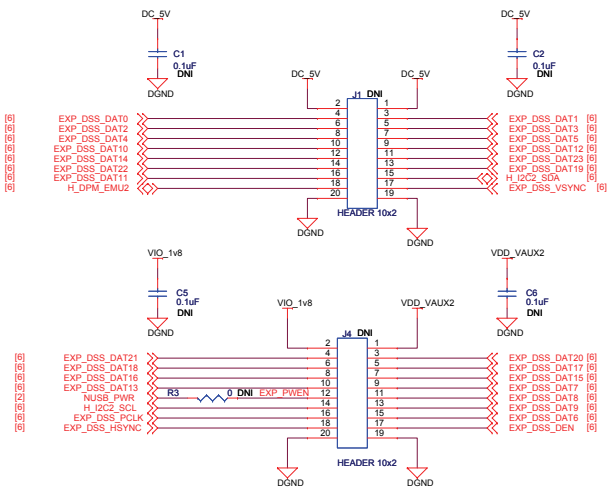 DC_5V DC_5V
C1 C2
0.1uF 0.1uF
DNI DNI
DGND DGND
DC_5V DC_5V
J1 DNI
2 1
[6] EXP_DSS_DAT0 4 3 EXP_DSS_DAT1 [6]
[6] EXP_DSS_DAT2 6 5 EXP_DSS_DAT3 [6]
[6] EXP_DSS_DAT4 8 7 EXP_DSS_DAT5 [6]
[6] EXP_DSS_DAT10 10 9 EXP_DSS_DAT12 [6]
[6] EXP_DSS_DAT14 12 11 EXP_DSS_DAT23 [6]
[6] EXP_DSS_DAT22 14 13 EXP_DSS_DAT19 [6]
[6] EXP_DSS_DAT11 16 15 H_I2C2_SDA [6]
[6] H_DPM_EMU2 18 17 EXP_DSS_VSYNC [6]
20 19
HEADER 10x2
DGND DGND
VIO_1v8 VDD_VAUX2
C5 C6
0.1uF 0.1uF
DNI DNI
DGND DGND
VIO_1v8 VDD_VAUX2
J4 DNI
2 1
[6] EXP_DSS_DAT21 4 3 EXP_DSS_DAT20 [6]
[6] EXP_DSS_DAT18 6 5 EXP_DSS_DAT17 [6]
[6] EXP_DSS_DAT16 8 7 EXP_DSS_DAT15 [6]
[6] EXP_DSS_DAT13 10 9 EXP_DSS_DAT7 [6]
[2] NUSB_PWR R3 0 DNI EXP_PWEN 12 11 EXP_DSS_DAT8 [6]
[6] H_I2C2_SCL 14 13 EXP_DSS_DAT9 [6]
[6] EXP_DSS_PCLK 16 15 EXP_DSS_DAT6 [6]
[6] EXP_DSS_HSYNC 18 17 EXP_DSS_DEN [6]
20 19
HEADER 10x2
DGND DGND